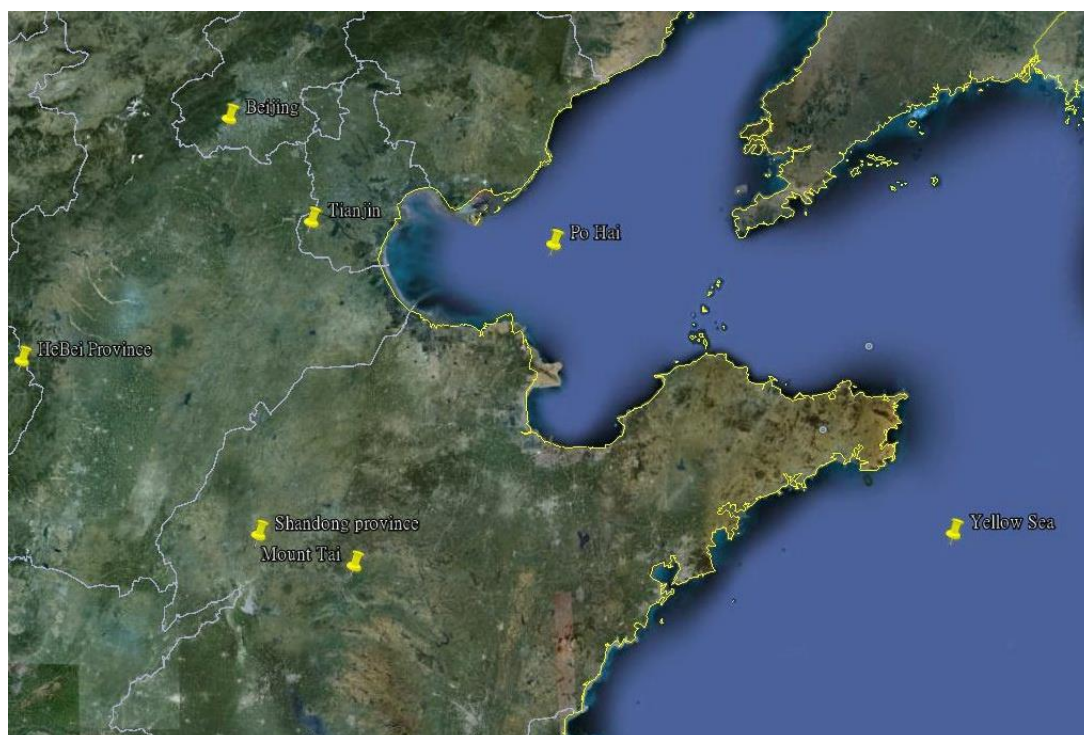 Beijing
Tianjin
Po Hai
HeBei Province
Shandong province
Mount Tai
Yellow Sea